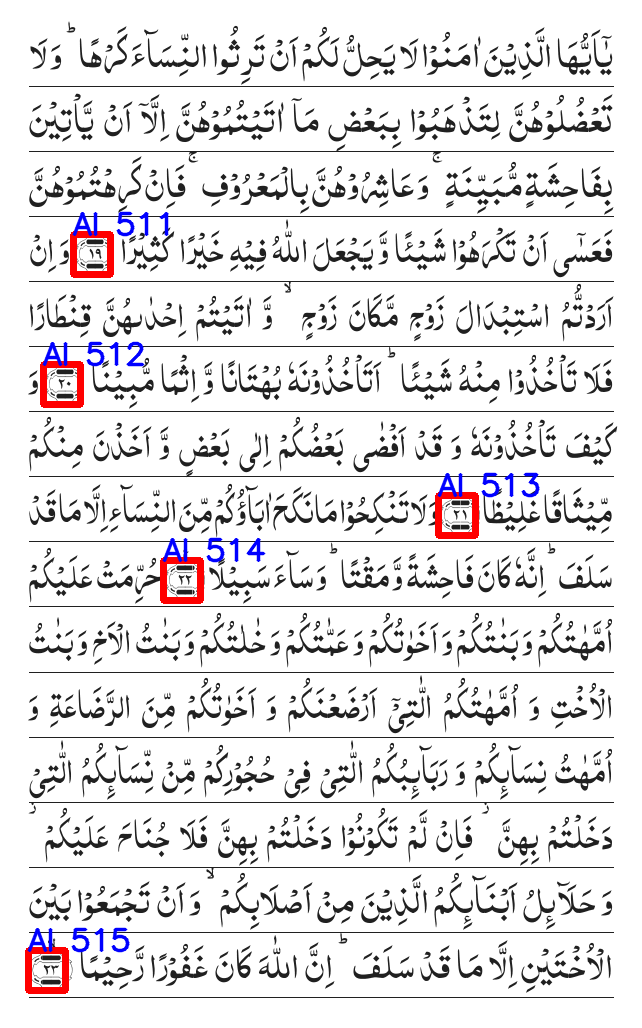 يٰۤاَيُّهَا الَّذِيْنَ اٰمَنُوْا لَا يَحِلُّ لَكُمْ اَنْ تَرِثُوا النِّسَآءَ كَرْهًا ؕ وَلَا
تَعْضُلُوْهُنَّ لِتَذْهَبُوْا بِبَعْضِ مَاۤ اٰتَيْتُمُوْهُنَّ اِلَّاۤ اَنْ يَّاْتِيْنَ
بِفَاحِشَةٍ مُّبَيِّنَةٍ ۚ وَعَاشِرُوْهُنَّ بِالْمَعْرُوْفِ ۚ فَاِنْ كَرِهْتُمُوْهُنَّ
AI 511
فَعَسٰۤى اَنْ تَكْرَهُوْا شَيْئًا وَّ يَجْعَلَ اللّٰهُ فِيْهِ خَيْرًا كَثِيْرًا ١٩ وَ اِنْ
اَرَدْتُّمُ اسْتِبْدَالَ زَوْجٍ مَّكَانَ زَوْجٍ ۙ وَّ اٰتَيْتُمْ اِحْدٰٮهُنَّ قِنْطَارًا
AI 512
فَلَا تَاْخُذُوْا مِنْهُ شَيْئًا ؕ اَتَاْخُذُوْنَهٗ بُهْتَانًا وَّ اِثْمًا مُّبِيْنًا ٢٠ وَ
كَيْفَ تَاْخُذُوْنَهٗ وَ قَدْ اَفْضٰى بَعْضُكُمْ اِلٰى بَعْضٍ وَّ اَخَذْنَ مِنْكُمْ
AI 513
مِّيْثَاقًا غَلِيْظًا ٢١ وَلَا تَنْكِحُوْا مَا نَكَحَ اٰبَآؤُكُمْ مِّنَ النِّسَآءِ اِلَّا مَا قَدْ
AI 514
سَلَفَ ؕ اِنَّهٗ كَانَ فَاحِشَةً وَّ مَقْتًا ؕ وَ سَآءَ سَبِيْلًا ٢٢ حُرِّمَتْ عَلَيْكُمْ
اُمَّهٰتُكُمْ وَ بَنٰتُكُمْ وَ اَخَوٰتُكُمْ وَ عَمّٰتُكُمْ وَ خٰلٰتُكُمْ وَ بَنٰتُ الْاَخِ وَ بَنٰتُ
الْاُخْتِ وَ اُمَّهٰتُكُمُ الّٰتِىْۤ اَرْضَعْنَكُمْ وَ اَخَوٰتُكُمْ مِّنَ الرَّضَاعَةِ وَ
اُمَّهٰتُ نِسَآئِكُمْ وَ رَبَآئِبُكُمُ الّٰتِىْ فِىْ حُجُوْرِكُمْ مِّنْ نِّسَآئِكُمُ الّٰتِىْ
دَخَلْتُمْ بِهِنَّ ؗ فَاِنْ لَّمْ تَكُوْنُوْا دَخَلْتُمْ بِهِنَّ فَلَا جُنَاحَ عَلَيْكُمْ ؗ
وَ حَلَآئِلُ اَبْنَآئِكُمُ الَّذِيْنَ مِنْ اَصْلَابِكُمْ ۙ وَ اَنْ تَجْمَعُوْا بَيْنَ
AI 515
الْاُخْتَيْنِ اِلَّا مَا قَدْ سَلَفَ ؕ اِنَّ اللّٰهَ كَانَ غَفُوْرًا رَّحِيْمًا ٢٣